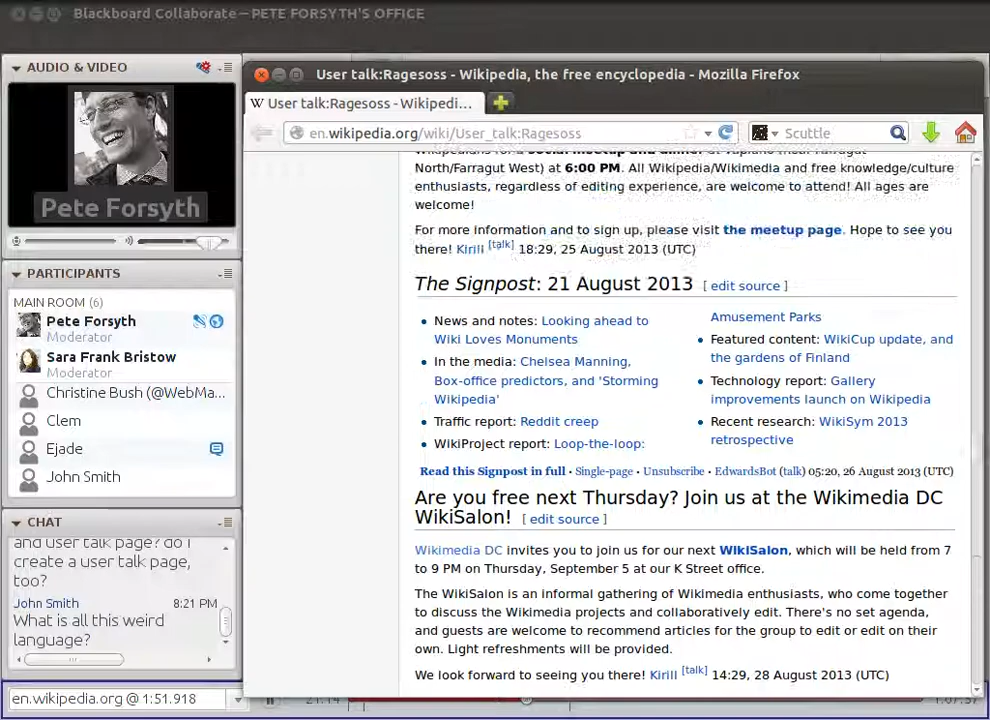 Blackboard Collaborate — PETE FORSYTH'S OFFICE
AUDIO & VIDEO
Pete Forsyth
PARTICIPANTS
MAIN ROOM (6)
Pete Forsyth
Moderator
Sara Frank Bristow
Moderator
Christine Bush (@WebMa...
Clem
Ejade
John Smith
CHAT
and user talk page? do I
create a user talk page,
too?
John Smith 8:21 PM
What is all this weird
language?
en.wikipedia.org @ 1:51.918
User talk:Ragesoss - Wikipedia, the free encyclopedia - Mozilla Firefox
W User talk:Ragesoss - Wikipedi...
en.wikipedia.org/wiki/User_talk:Ragesoss
Scuttle
North/Farragut West) at 6:00 PM. All Wikipedia/Wikimedia and free knowledge/culture
enthusiasts, regardless of editing experience, are welcome to attend! All ages are
welcome!
For more information and to sign up, please visit the meetup page. Hope to see you
there! Kirill [talk] 18:29, 25 August 2013 (UTC)
The Signpost: 21 August 2013 [ edit source ]
• News and notes: Looking ahead to
Wiki Loves Monuments
• In the media: Chelsea Manning,
Box-office predictors, and 'Storming
Wikipedia'
• Traffic report: Reddit creep
• WikiProject report: Loop-the-loop:
Amusement Parks
• Featured content: WikiCup update, and
the gardens of Finland
• Technology report: Gallery
improvements launch on Wikipedia
• Recent research: WikiSym 2013
retrospective
Read this Signpost in full · Single-page · Unsubscribe · EdwardsBot (talk) 05:20, 26 August 2013 (UTC)
Are you free next Thursday? Join us at the Wikimedia DC
WikiSalon! [ edit source ]
Wikimedia DC invites you to join us for our next WikiSalon, which will be held from 7
to 9 PM on Thursday, September 5 at our K Street office.
The WikiSalon is an informal gathering of Wikimedia enthusiasts, who come together
to discuss the Wikimedia projects and collaboratively edit. There's no set agenda,
and guests are welcome to recommend articles for the group to edit or edit on their
own. Light refreshments will be provided.
We look forward to seeing you there! Kirill [talk] 14:29, 28 August 2013 (UTC)